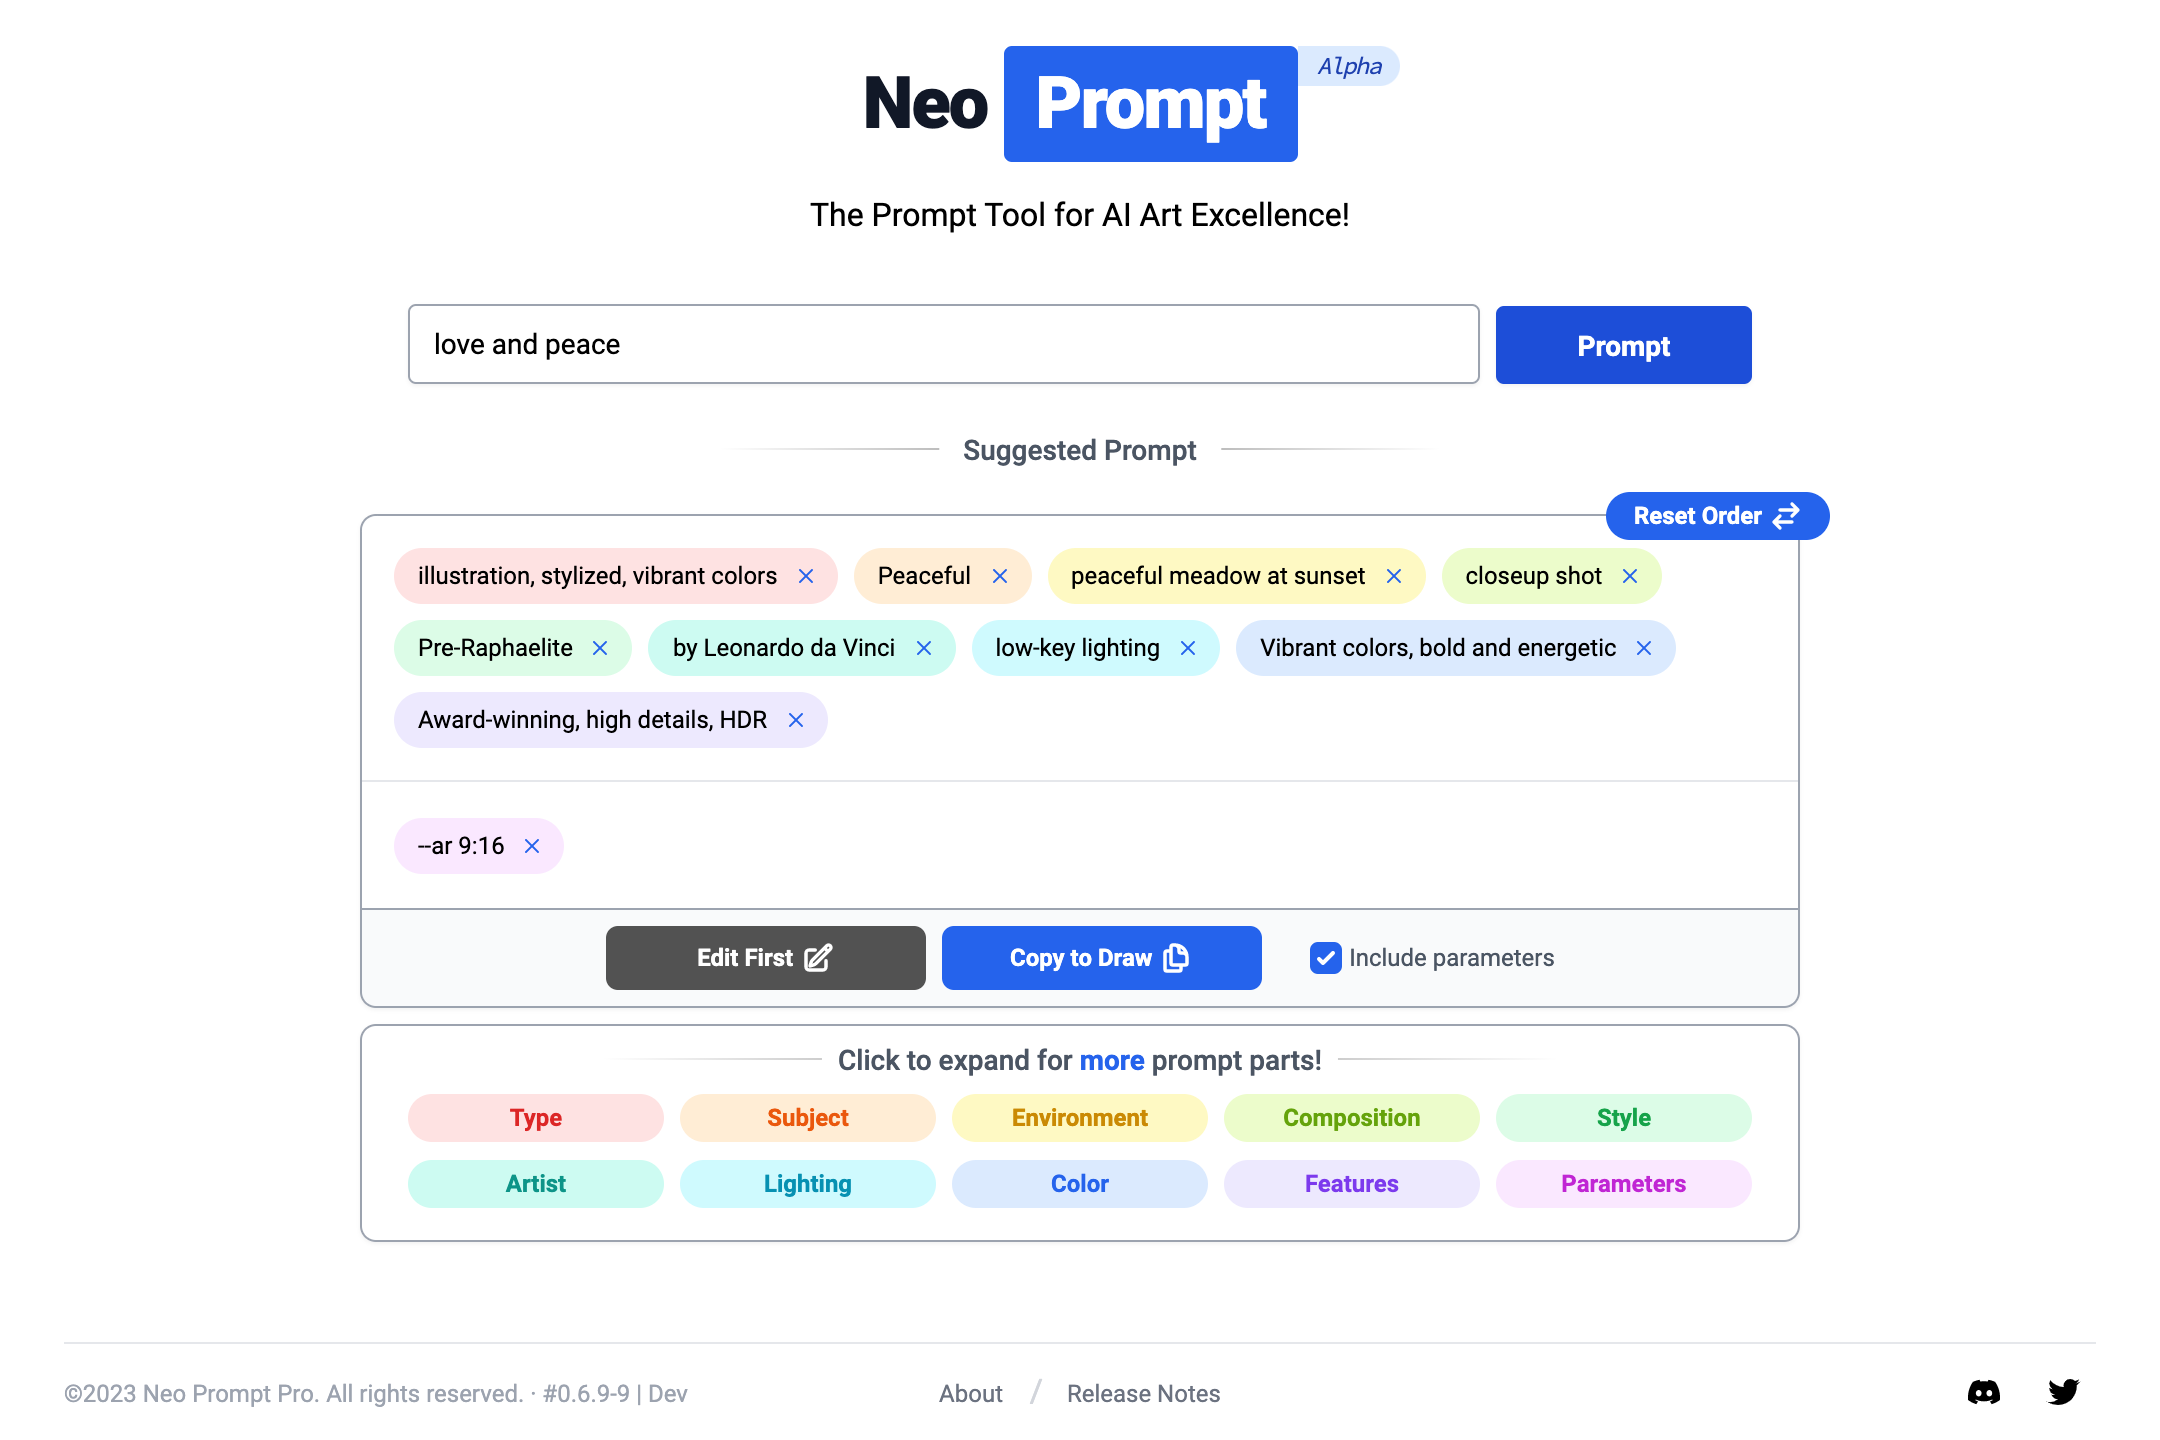 Neo Prompt Alpha
The Prompt Tool for AI Art Excellence!
love and peace
Prompt
Suggested Prompt
Reset Order
illustration, stylized, vibrant colors
Peaceful
peaceful meadow at sunset
closeup shot
Pre-Raphaelite
by Leonardo da Vinci
low-key lighting
Vibrant colors, bold and energetic
Award-winning, high details, HDR
--ar 9:16
Edit First
Copy to Draw
Include parameters
Click to expand for more prompt parts!
Type
Subject
Environment
Composition
Style
Artist
Lighting
Color
Features
Parameters
©2023 Neo Prompt Pro. All rights reserved. · #0.6.9-9 | Dev
About / Release Notes